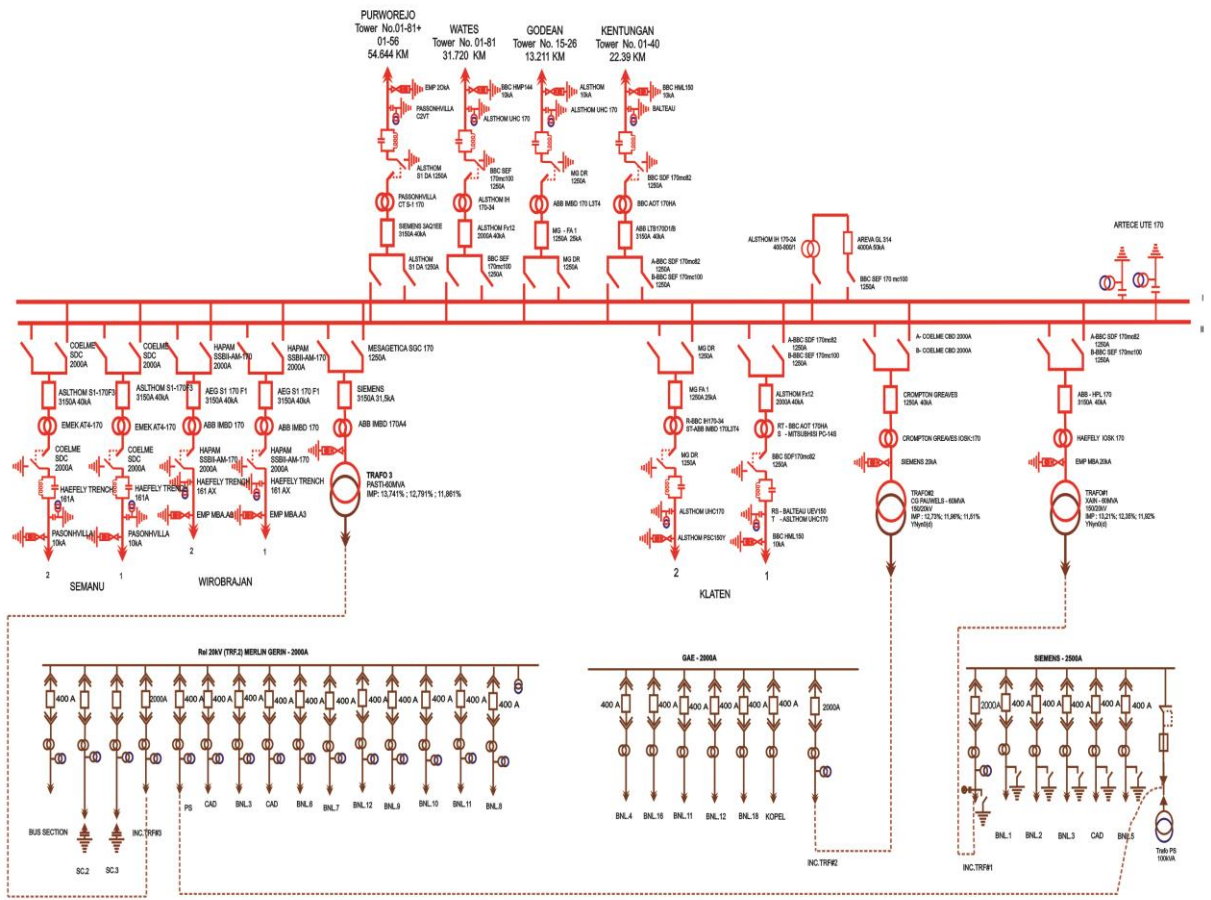 PURWOREJO
Tower No.01-81+
01-56
54.644 KM
WATES
Tower No. 01-81
31.720 KM
GODEAN
Tower No. 15-26
13.211 KM
KENTUNGAN
Tower No. 01-40
22.39 KM
EMP 20kA
PASSONHVILLA
C2VT
ALSTHOM
S1 DA 1250A
PASSONHVILLA
CT S-1 170
SIEMENS 3AQ1EE
3150A 40kA
ALSTHOM
S1 DA 1250A
BBC HMP144
10kA
ALSTHOM UHC 170
BBC SEF
170mc100
1250A
ALSTHOM IH
170-34
ALSTHOM Fx12
2000A 40kA
BBC SEF
170mc100
1250A
ALSTHOM
10kA
ALSTHOM UHC 170
MG DR
1250A
ABB IMBD 170 L3T4
MG - FA 1
1250A 25kA
MG DR
1250A
BBC HML150
10kA
BALTEAU
BBC SDF 170mc82
1250A
BBC AOT 170HA
ABB LTB170D1/B
3150A 40kA
A-BBC SDF 170mc82
1250A
B-BBC SEF 170mc100
1250A
ALSTHOM IH 170-24
400-800/1
AREVA GL 314
4000A 50kA
BBC SEF 170 mc100
1250A
ARTECE UTE 170
I
II
COELME
SDC
2000A
ASLTHOM S1-170F3
3150A 40kA
EMEK AT4-170
COELME
SDC
2000A
HAEFELY TRENCH
161A
PASONHVILLA
10kA
2
COELME
SDC
2000A
ASLTHOM S1-170F3
3150A 40kA
EMEK AT4-170
COELME
SDC
2000A
HAEFELY TRENCH
161A
PASONHVILLA
10kA
1
SEMANU
HAPAM
SSBII-AM-170
2000A
AEG S1 170 F1
3150A 40kA
ABB IMBD 170
HAPAM
SSBII-AM-170
2000A
HAEFELY TRENCH
161 AX
EMP MBA.A3
2
HAPAM
SSBII-AM-170
2000A
AEG S1 170 F1
3150A 40kA
ABB IMBD 170
HAPAM
SSBII-AM-170
2000A
HAEFELY TRENCH
161 AX
EMP MBA.A3
1
WIROBRAJAN
MESAGETICA SGC 170
1250A
SIEMENS
3150A 31,5kA
ABB IMBD 170A4
TRAFO 3
PASTI-60MVA
IMP: 13,741% ; 12,791% ; 11,861%
MG DR
1250A
MG FA 1
1250A 25kA
R-BBC IH170-34
ST-ABB IMBD 170L3T4
MG DR
1250A
ALSTHOM UHC170
ALSTHOM PSC150Y
2
A-BBC SDF 170mc82
1250A
B-BBC SEF 170mc100
1250A
ALSTHOM Fx12
2000A 40kA
RT - BBC AOT 170HA
S - MITSUBHISI PC-14S
BBC SDF170mc82
1250A
RS - BALTEAU UEV150
T - ASLTHOM UHC170
BBC HML150
10kA
1
KLATEN
A- COELME CBD 2000A
B- COELME CBD 2000A
CROMPTON GREAVES
1250A 40kA
CROMPTON GREAVES IOSK:170
SIEMENS 20kA
TRAFO#2
CG PAUWELS - 60MVA
150/20kV
IMP : 12,73%; 11,96%; 11,51%
YNyn0(d)
A-BBC SDF 170mc82
1250A
B-BBC SEF 170mc100
1250A
ABB - HPL 170
3150A 40kA
HAEFELY IOSK 170
EMP MBA 20kA
TRAFO#1
XAIN - 60MVA
150/20kV
IMP : 13,21%; 12,35%; 11,92%
YNyn0(d)
Rel 20kV (TRF.2) MERLIN GERIN - 2000A
400 A
2000A
400 A
400 A
400 A
400 A
400 A
400 A
400 A
400 A
400 A
400 A
400 A
BUS SECTION
SC.2
SC.3
INC.TRF#3
PS
CAD
BNL.3
CAD
BNL.6
BNL.7
BNL.12
BNL.9
BNL.10
BNL.11
BNL.8
GAE - 2000A
400 A
400 A
400 A
400 A
400 A
400 A
2000A
BNL.4
BNL.16
BNL.11
BNL.12
BNL.18
KOPEL
INC.TRF#2
SIEMENS - 2500A
2000A
400 A
400 A
400 A
400 A
400 A
BNL.1
BNL.2
BNL.3
CAD
BNL.5
INC.TRF#1
Trafo PS
100kVA